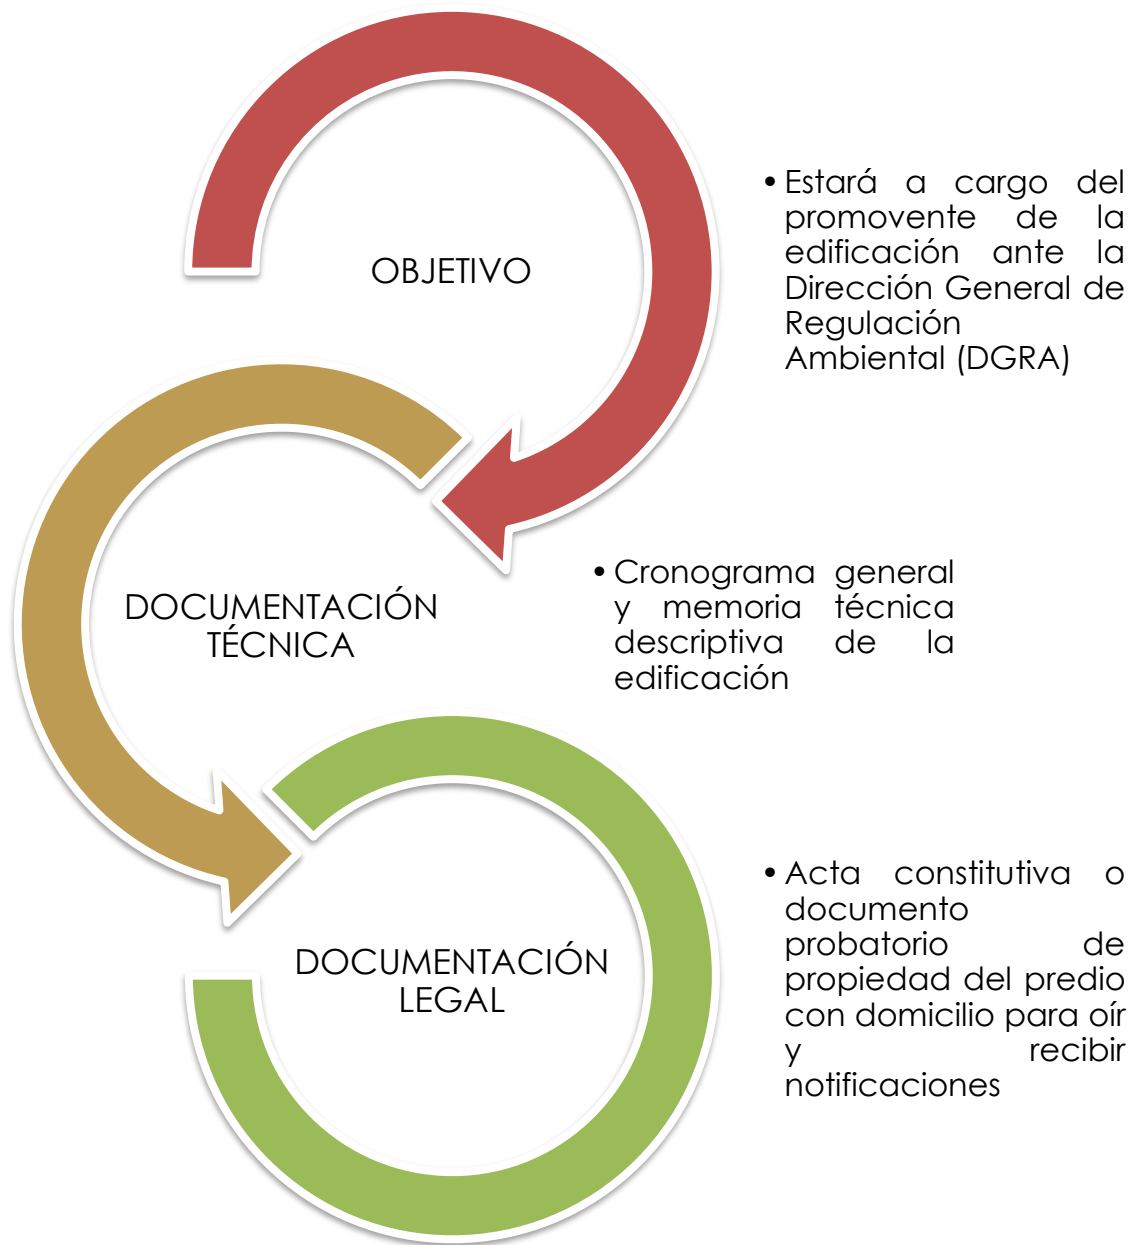 OBJETIVO
• Estará a cargo del
promovente de la
edificación ante la
Dirección General de
Regulación
Ambiental (DGRA)
DOCUMENTACIÓN
TÉCNICA
• Cronograma general
y memoria técnica
descriptiva de la
edificación
DOCUMENTACIÓN
LEGAL
• Acta constitutiva o
documento
probatorio de
propiedad del predio
con domicilio para oír
y recibir
notificaciones